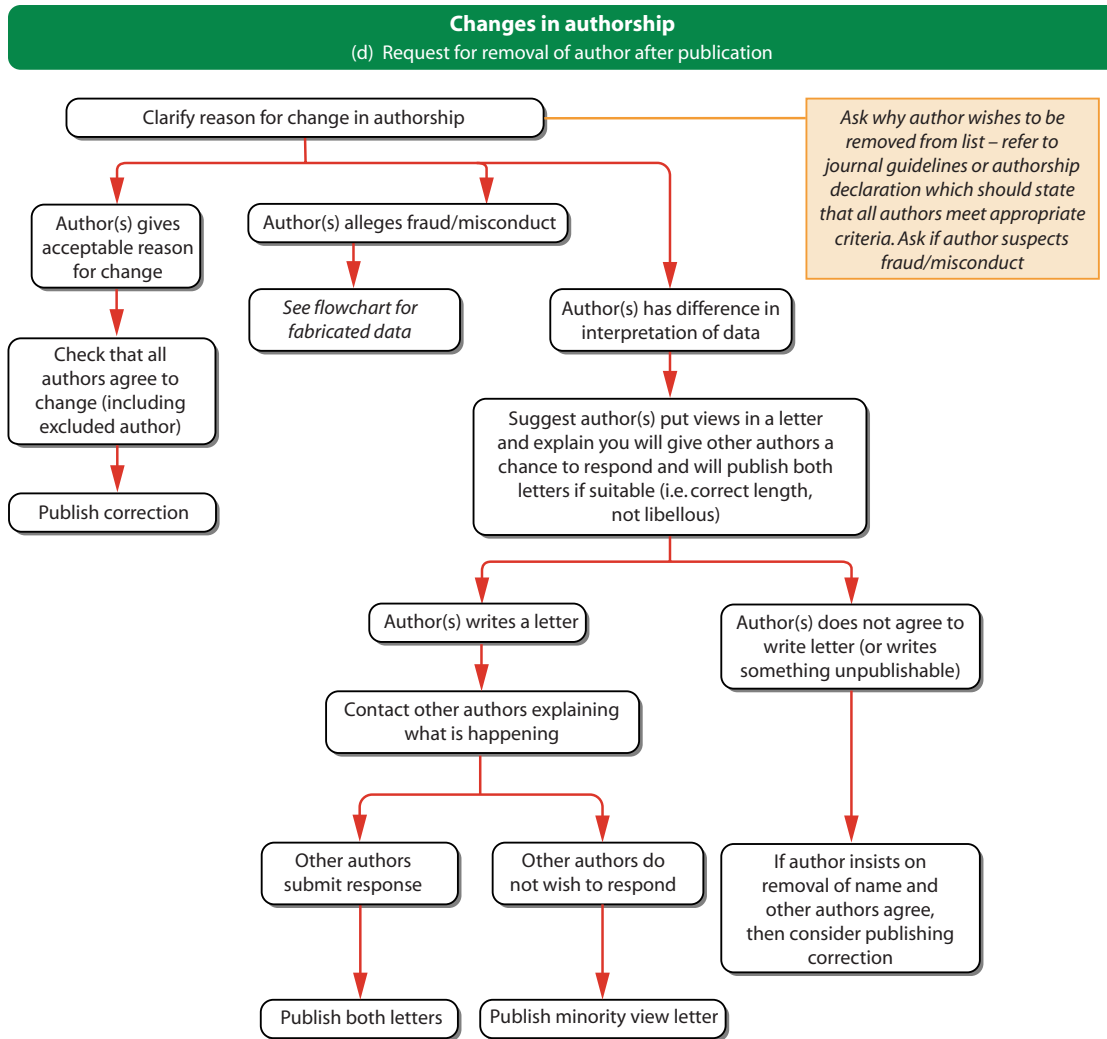 Changes in authorship
(d) Request for removal of author after publication
Clarify reason for change in authorship
Ask why author wishes to be
removed from list – refer to
journal guidelines or authorship
declaration which should state
that all authors meet appropriate
criteria. Ask if author suspects
fraud/misconduct
Author(s) gives
acceptable reason
for change
Author(s) alleges fraud/misconduct
See flowchart for
fabricated data
Author(s) has difference in
interpretation of data
Check that all
authors agree to
change (including
excluded author)
Publish correction
Suggest author(s) put views in a letter
and explain you will give other authors a
chance to respond and will publish both
letters if suitable (i.e. correct length,
not libellous)
Author(s) writes a letter
Author(s) does not agree to
write letter (or writes
something unpublishable)
Contact other authors explaining
what is happening
Other authors
submit response
Other authors do
not wish to respond
If author insists on
removal of name and
other authors agree,
then consider publishing
correction
Publish both letters
Publish minority view letter